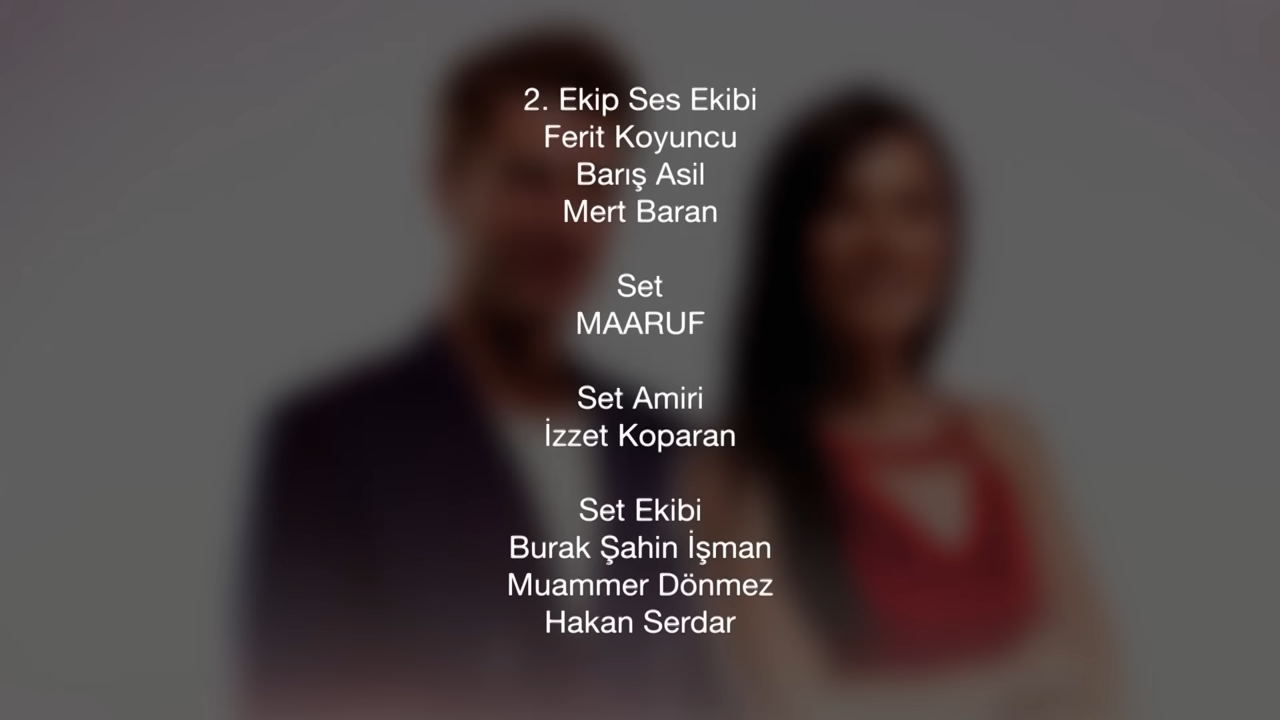 2. Ekip Ses Ekibi
Ferit Koyuncu
Barış Asil
Mert Baran
Set
MAARUF
Set Amiri
İzzet Koparan
Set Ekibi
Burak Şahin İşman
Muammer Dönmez
Hakan Serdar